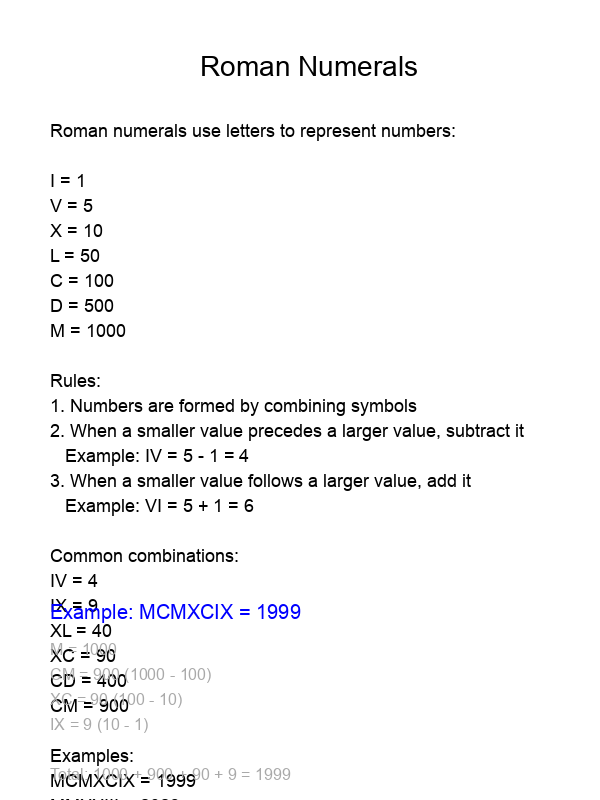 Roman Numerals
Roman numerals use letters to represent numbers:
I = 1
V = 5
X = 10
L = 50
C = 100
D = 500
M = 1000
Rules:
1. Numbers are formed by combining symbols
2. When a smaller value precedes a larger value, subtract it
Example: IV = 5 - 1 = 4
3. When a smaller value follows a larger value, add it
Example: VI = 5 + 1 = 6
Common combinations:
IV = 4
IX = 9
Example: MCMXCIX = 1999
XL = 40
M = 1000
XC = 90
CM = 900 (1000 - 100)
CD = 400
XC = 90 (100 - 10)
CM = 900
IX = 9 (10 - 1)
Examples:
Total: 1000 + 900 + 90 + 9 = 1999
MCMXCIX = 1999